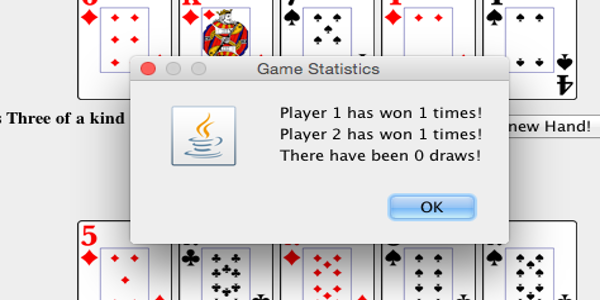 Game Statistics
Player 1 has won 1 times!
Player 2 has won 1 times!
There have been 0 draws!
OK
s Three of a kind
new Hand!
4
5